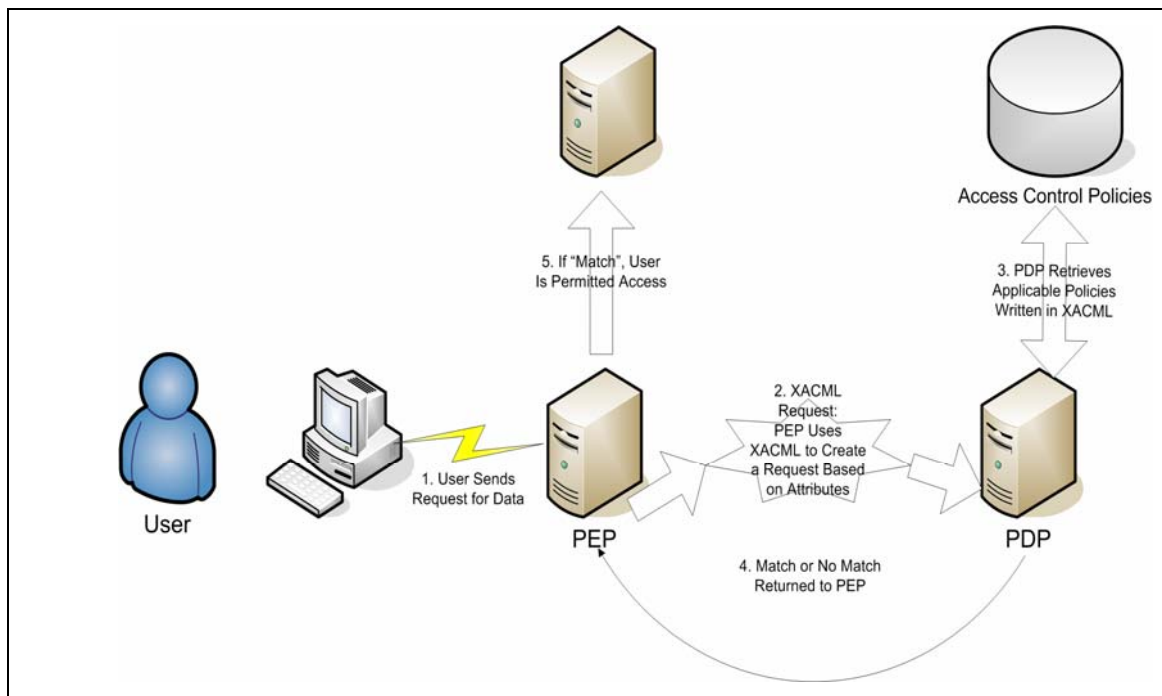 Access Control Policies
5. If “Match”, User
Is Permitted Access
3. PDP Retrieves
Applicable Policies
Written in XACML
2. XACML
Request:
PEP Uses
XACML to Create
a Request Based
on Attributes
1. User Sends
Request for Data
User
PEP
PDP
4. Match or No Match
Returned to PEP